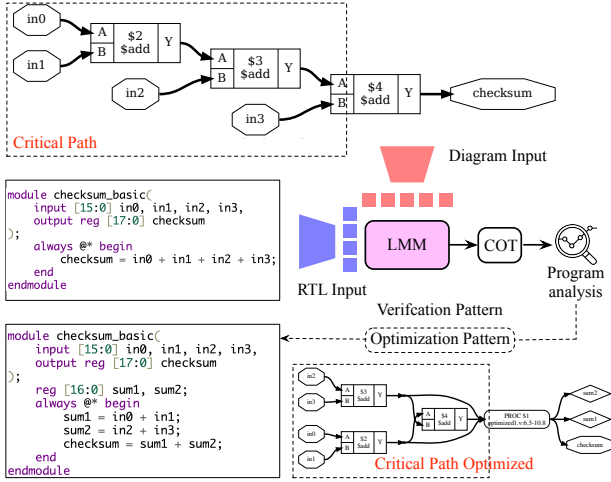 in0
A
$2
$add
Y
B
in1
A
$3
$add
Y
B
in2
A
$4
$add
Y
B
in3
checksum
Critical Path
Diagram Input
module checksum_basic(
input [15:0] in0, in1, in2, in3,
output reg [17:0] checksum
);
always @* begin
checksum = in0 + in1 + in2 + in3;
end
endmodule
RTL Input
LMM
COT
Program
analysis
Verifcation Pattern
Optimization Pattern
module checksum_basic(
input [15:0] in0, in1, in2, in3,
output reg [17:0] checksum
);
reg [16:0] sum1, sum2;
always @* begin
sum1 = in0 + in1;
sum2 = in2 + in3;
checksum = sum1 + sum2;
end
endmodule
in2
in3
A
B
$3
$add
Y
in0
in1
A
B
$2
$add
Y
A
B
$4
$add
Y
PROC $1
optimized1.v:6.5-10.8
sum2
sum1
checksum
Critical Path Optimized